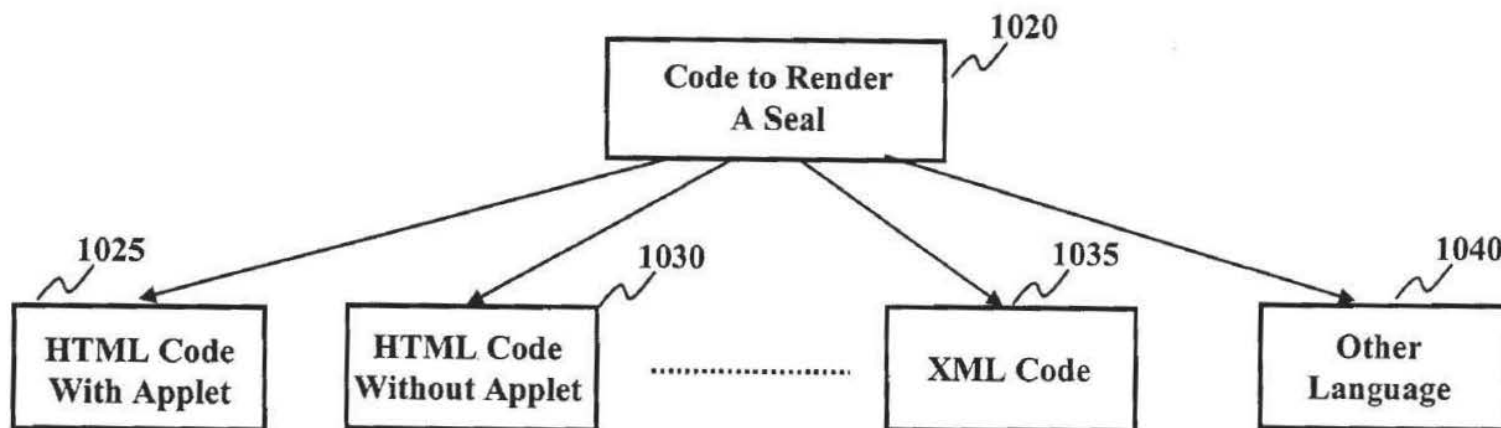 1020
Code to Render
A Seal
1025
1030
1035
1040
HTML Code
With Applet
HTML Code
Without Applet
XML Code
Other
Language